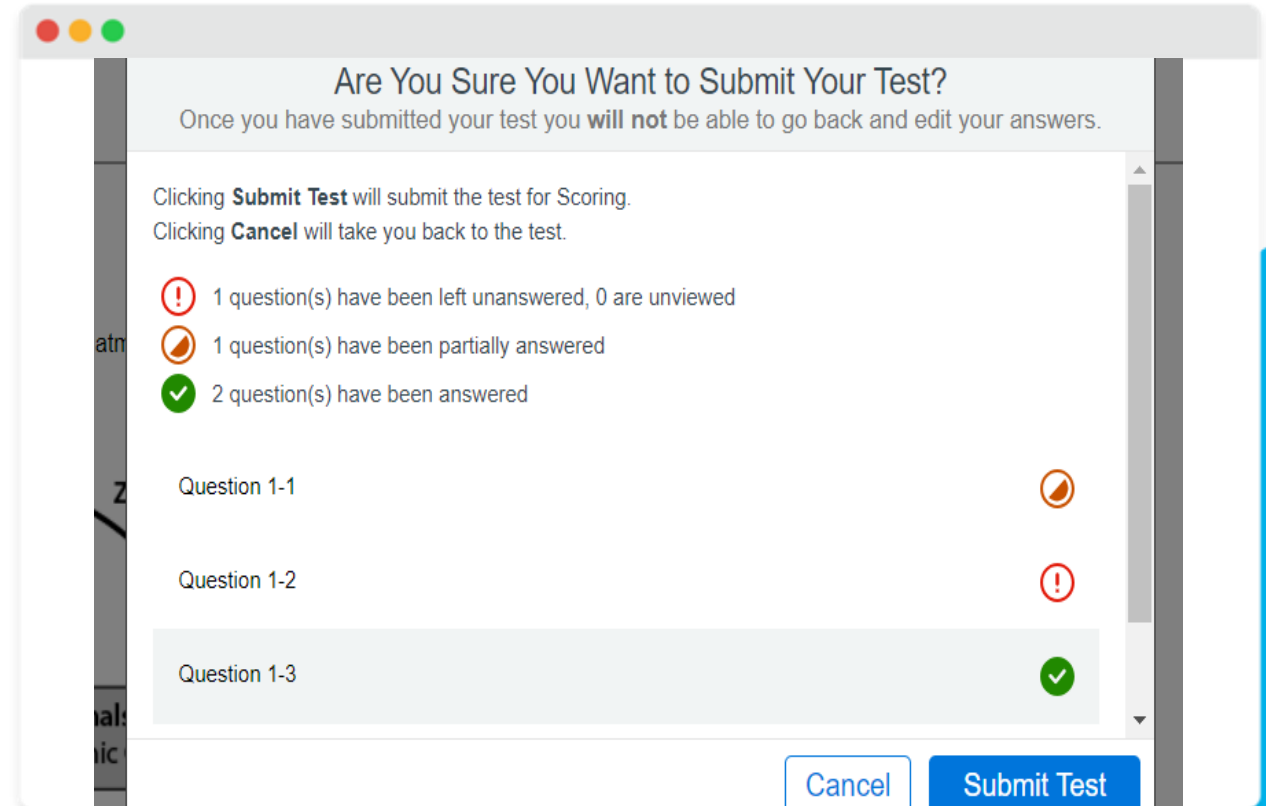 Are You Sure You Want to Submit Your Test?
Once you have submitted your test you will not be able to go back and edit your answers.
Clicking Submit Test will submit the test for Scoring.
Clicking Cancel will take you back to the test.
1 question(s) have been left unanswered, 0 are unviewed
1 question(s) have been partially answered
atm
2 question(s) have been answered
Question 1-1
Z
Question 1-2
Question 1-3
nals
nic
Cancel
Submit Test